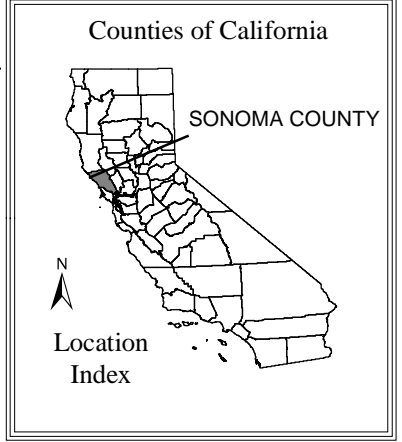 Counties of California
SONOMA COUNTY
N
Location
Index